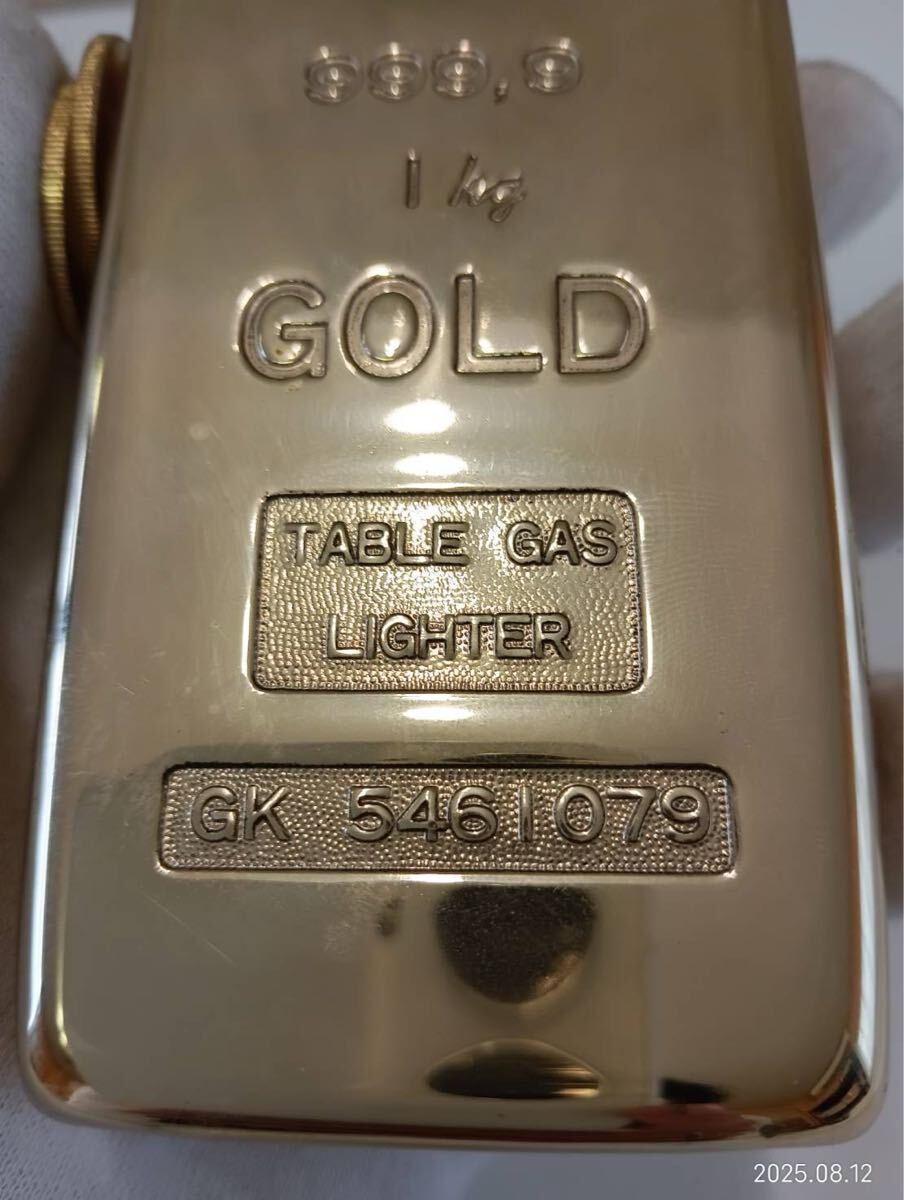 999,9
1 kg
GOLD
TABLE GAS
LIGHTER
GK 5461079
2025.08.12